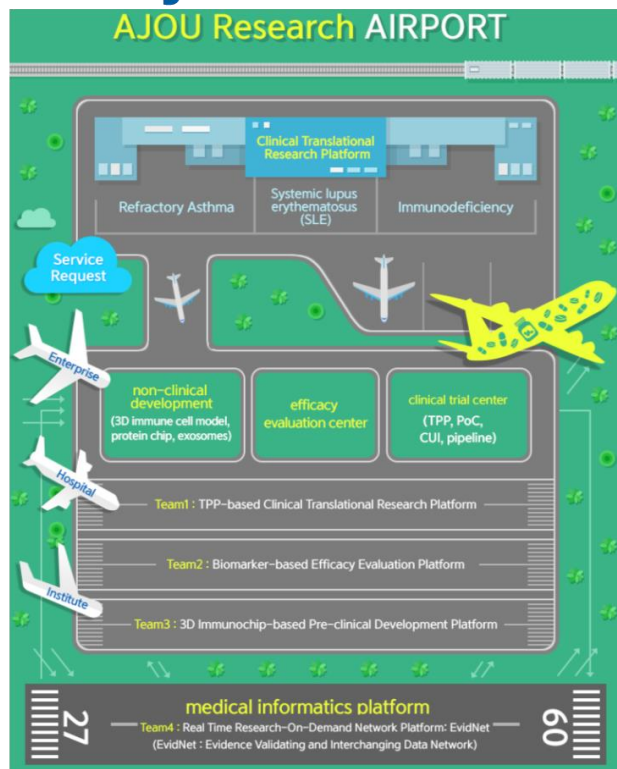 AJOU Research AIRPORT
Clinical Translational
Research Platform
Refractory Asthma
Systemic lupus
erythematosus
(SLE)
Immunodeficiency
Service
Request
Enterprise
non-clinical
development
(3D immune cell model,
protein chip, exosomes)
efficacy
evaluation center
clinical trial center
(TPP, PoC,
CUI, pipeline)
Hospital
Team1 : TPP-based Clinical Translational Research Platform
Team2 : Biomarker-based Efficacy Evaluation Platform
Institute
Team3 : 3D Immunochip-based Pre-clinical Development Platform
27
medical informatics platform
Team4 : Real Time Research-On-Demand Network Platform: EvidNet
(EvidNet : Evidence Validating and Interchanging Data Network)
09